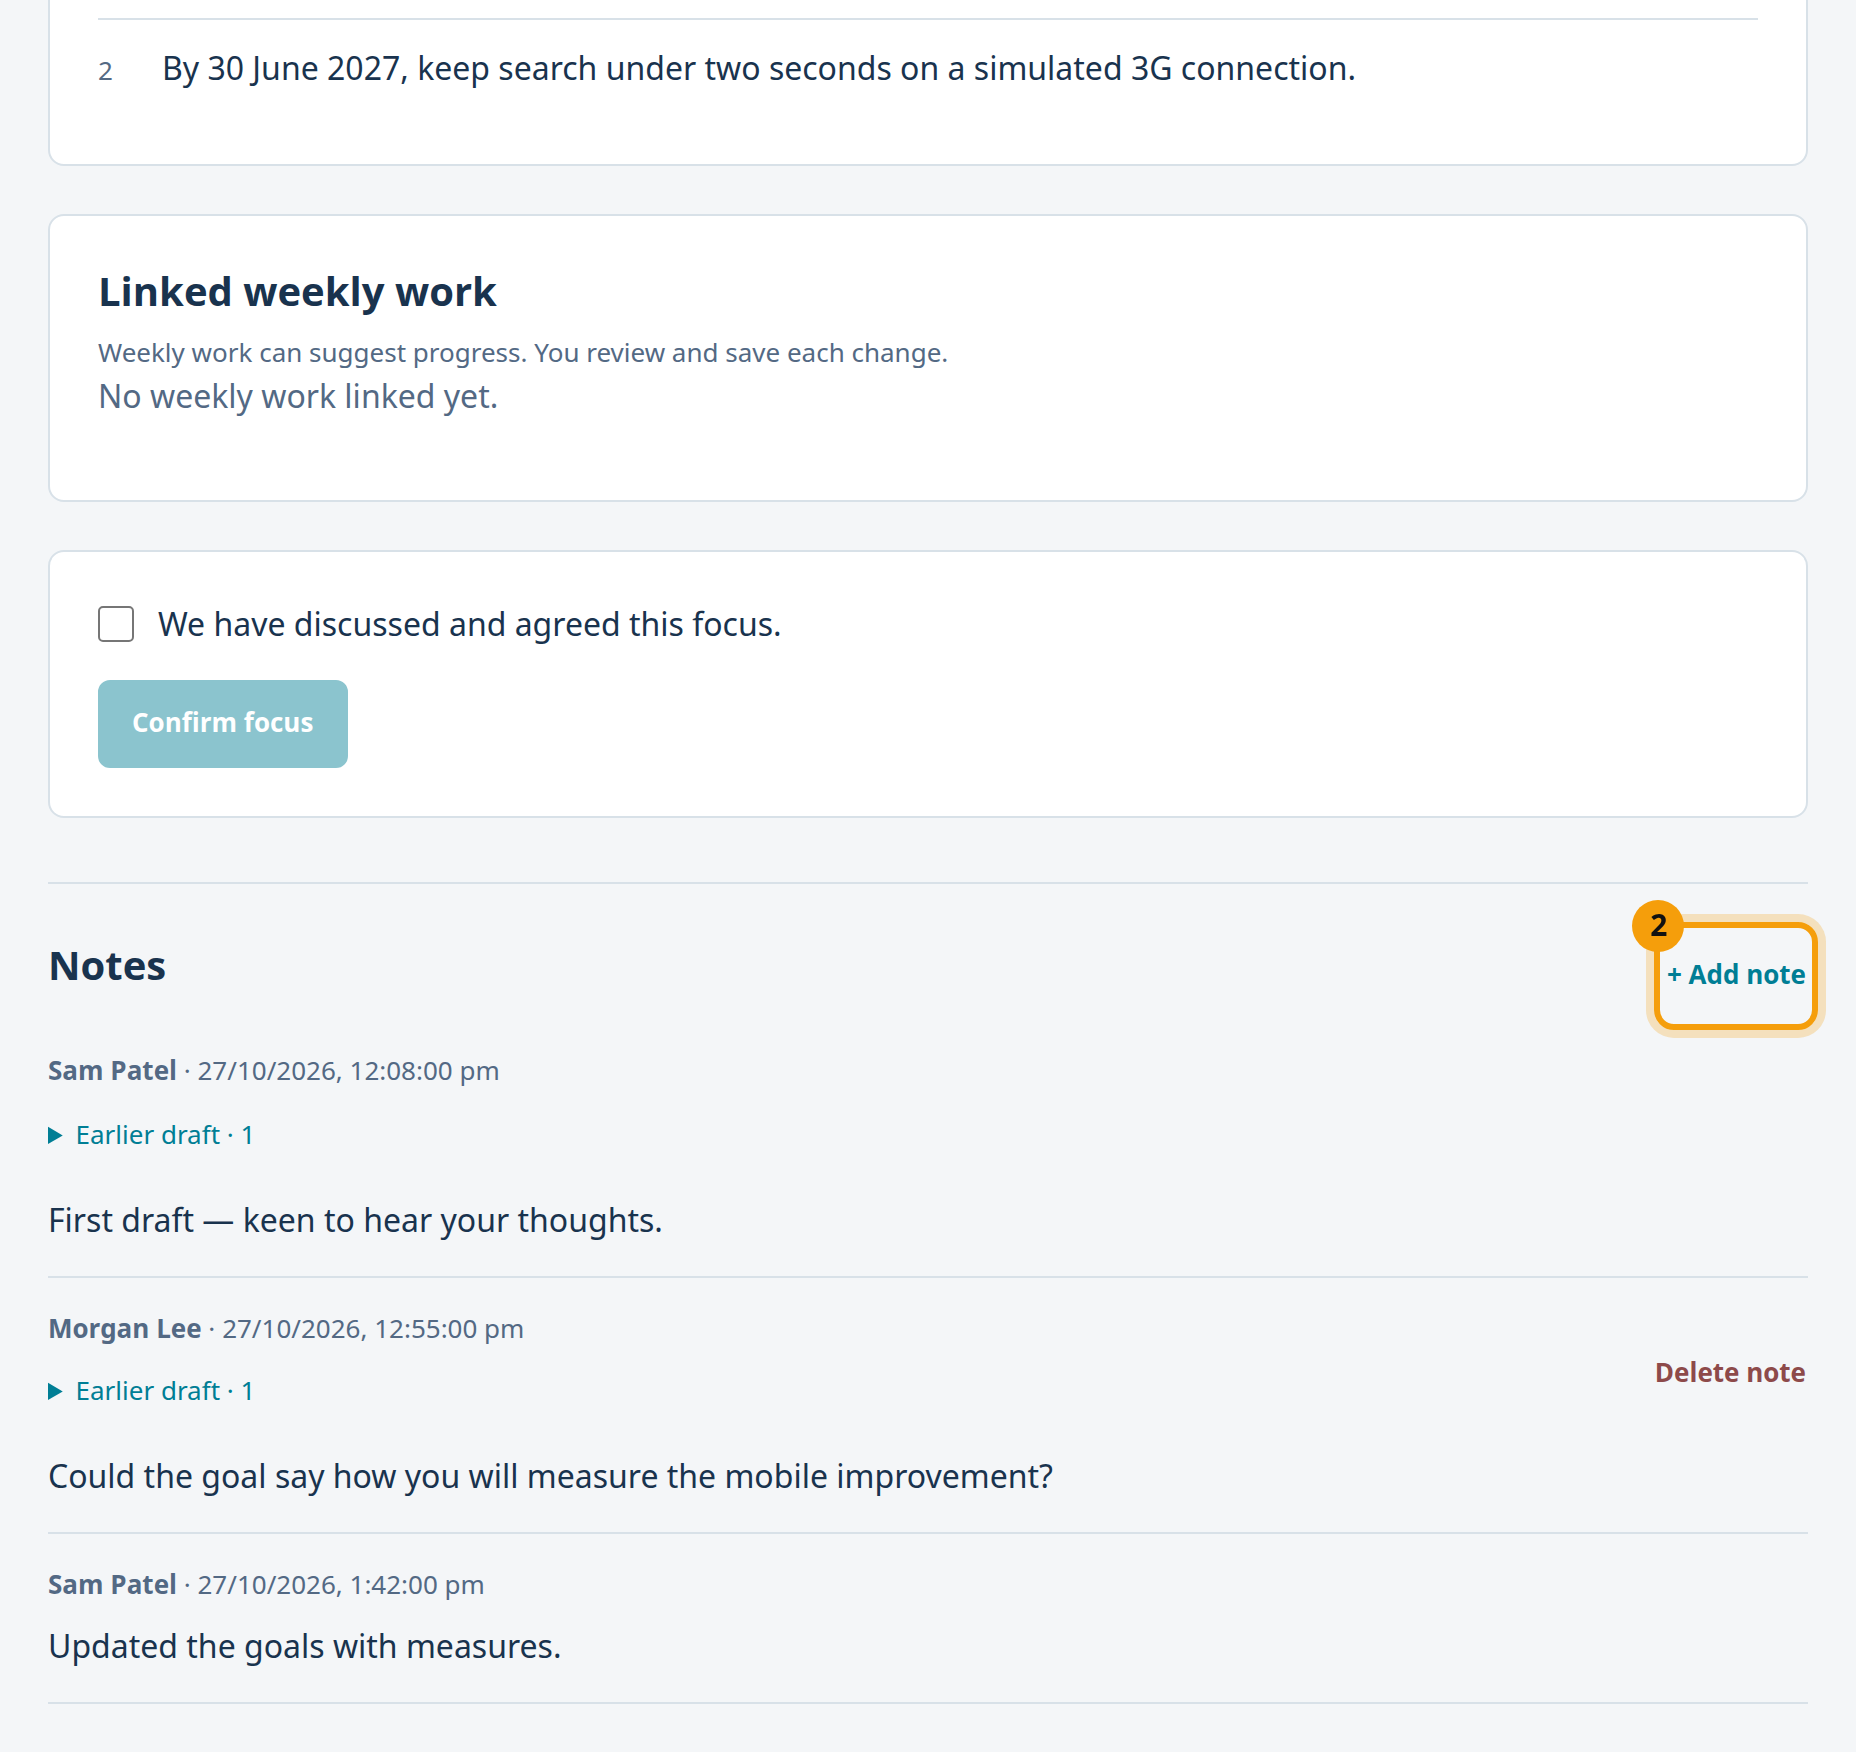 2 By 30 June 2027, keep search under two seconds on a simulated 3G connection.
Linked weekly work
Weekly work can suggest progress. You review and save each change.
No weekly work linked yet.
We have discussed and agreed this focus.
Confirm focus
Notes
2
+ Add note
Sam Patel · 27/10/2026, 12:08:00 pm
Earlier draft · 1
First draft — keen to hear your thoughts.
Morgan Lee · 27/10/2026, 12:55:00 pm
Delete note
Earlier draft · 1
Could the goal say how you will measure the mobile improvement?
Sam Patel · 27/10/2026, 1:42:00 pm
Updated the goals with measures.